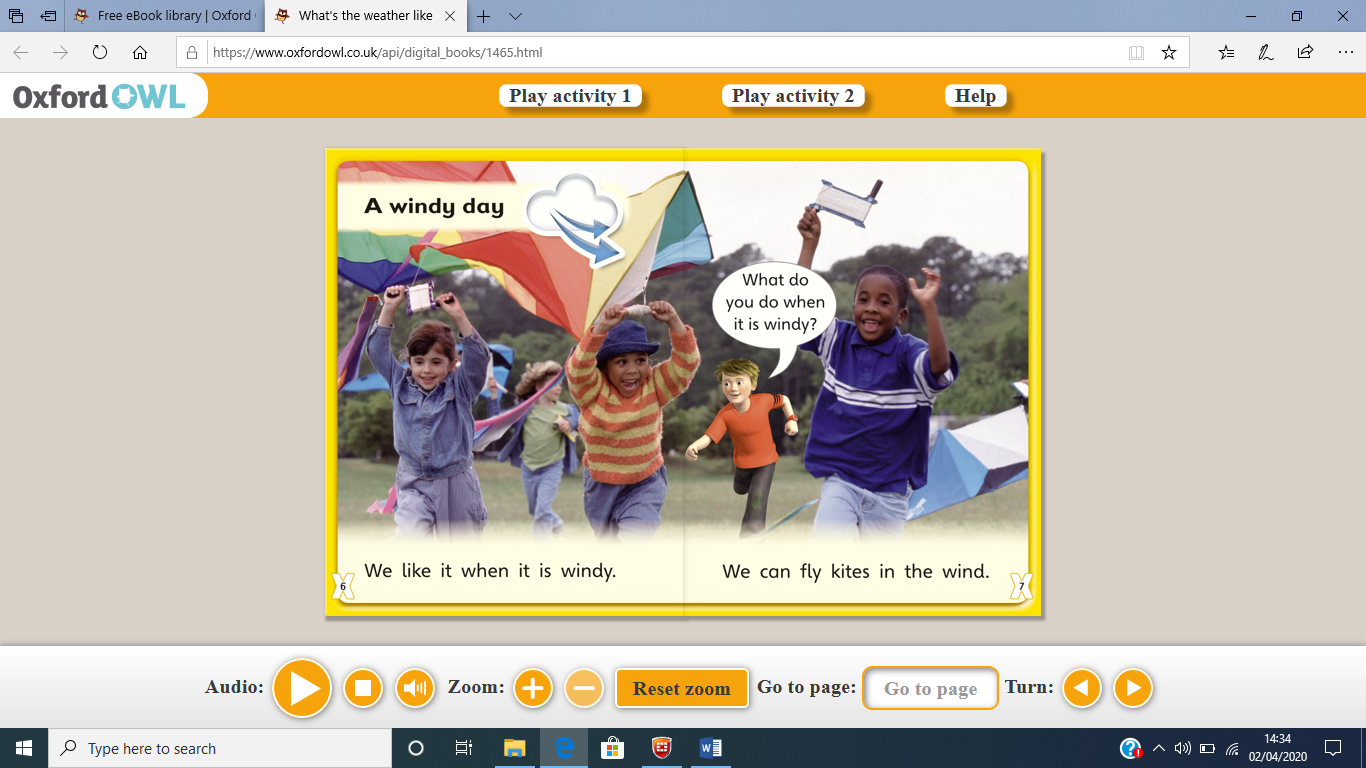 Free eBook library | Oxford
What's the weather like
https://www.oxfordowl.co.uk/api/digital_books/1465.html
Oxford OWL
Play activity 1
Play activity 2
Help
A windy day
What do
you do when
it is windy?
We like it when it is windy.
We can fly kites in the wind.
6
7
Audio:
Zoom:
Reset zoom
Go to page:
Go to page
Turn:
Type here to search
14:34
02/04/2020